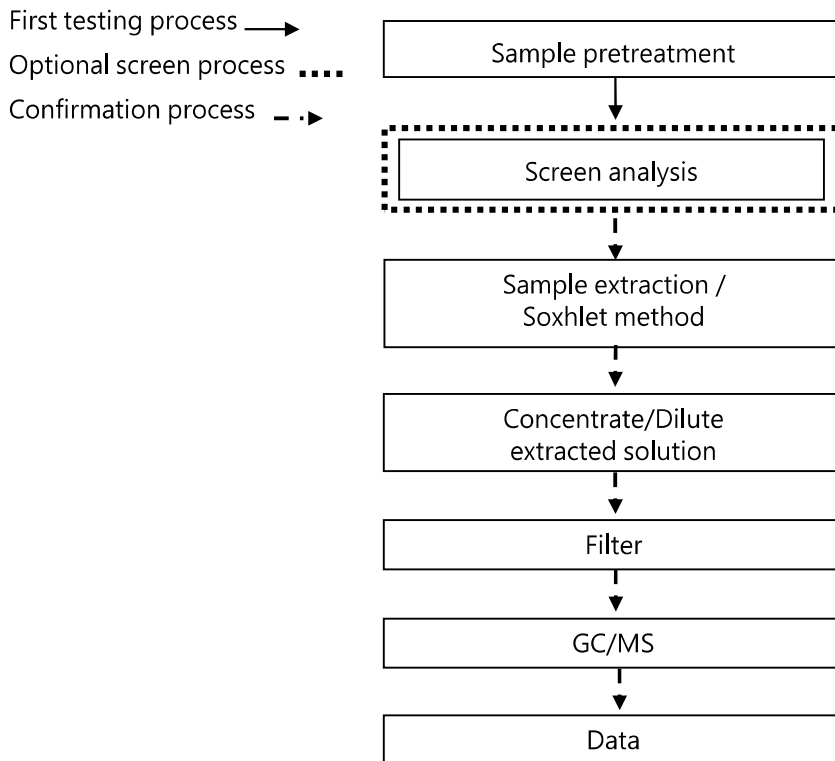 First testing process
Optional screen process
Confirmation process
Sample pretreatment
Screen analysis
Sample extraction /
Soxhlet method
Concentrate/Dilute
extracted solution
Filter
GC/MS
Data